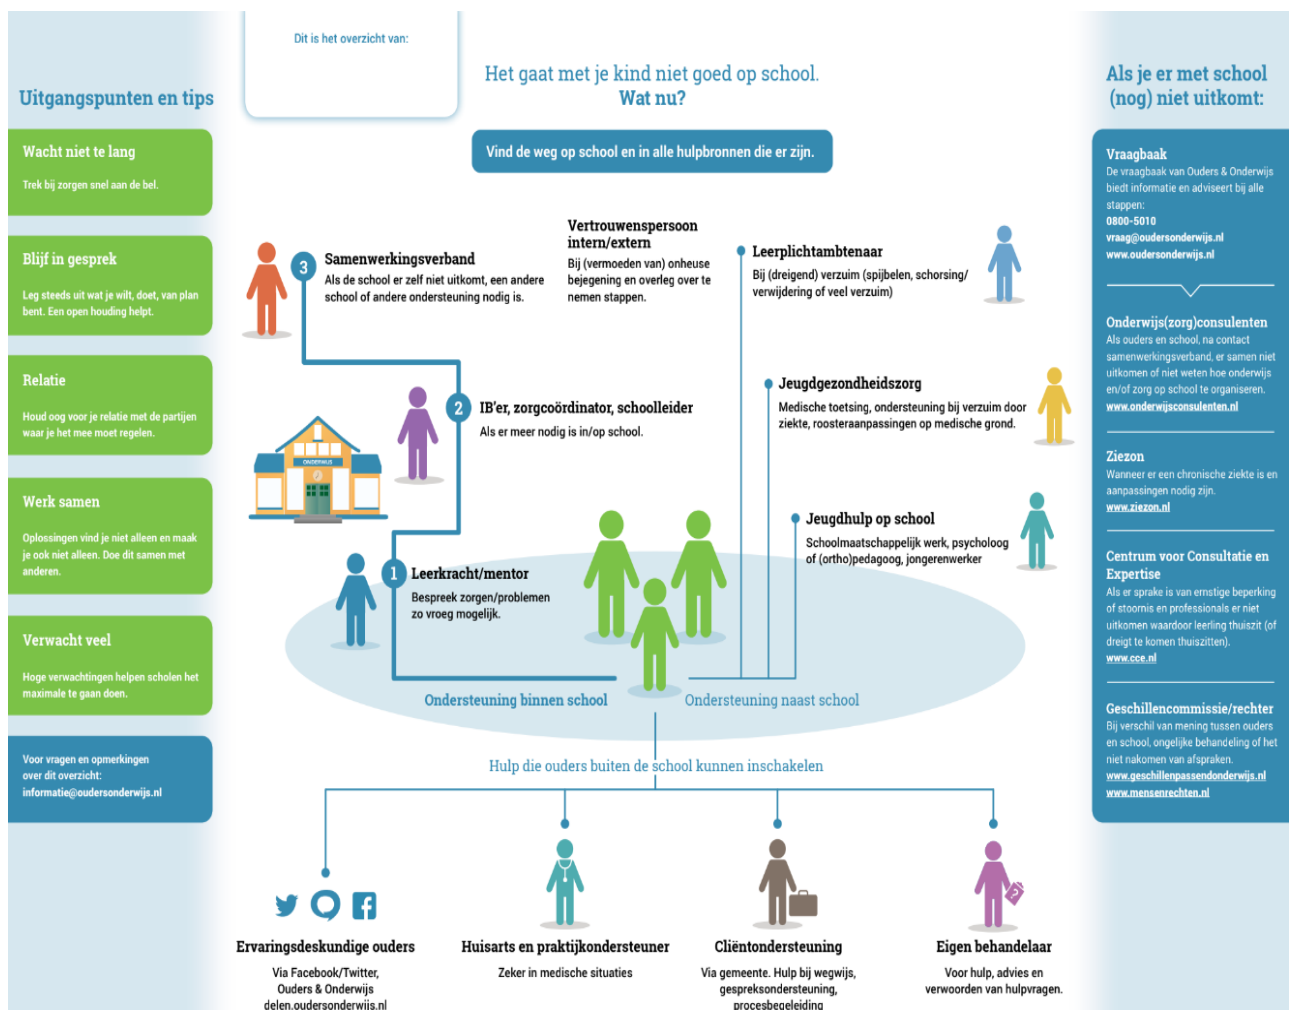 Dit is het overzicht van:
Het gaat met je kind niet goed op school.
Wat nu?
Vind de weg op school en in alle hulpbronnen die er zijn.
Uitgangspunten en tips
Wacht niet te lang
Trek bij zorgen snel aan de bel.
Blijf in gesprek
Leg steeds uit wat je wilt, doet, van plan
bent. Een open houding helpt.
Relatie
Houd oog voor je relatie met de partijen
waar je het mee moet regelen.
Werk samen
Oplossingen vind je niet alleen en maak
je ook niet alleen. Doe dit samen met
anderen.
Verwacht veel
Hoge verwachtingen helpen scholen het
maximale te gaan doen.
Voor vragen en opmerkingen
over dit overzicht:
informatie@oudersonderwijs.nl
3
Samenwerkingsverband
Als de school er zelf niet uitkomt, een andere
school of andere ondersteuning nodig is.
2
IB'er, zorgcoördinator, schoolleider
Als er meer nodig is in/op school.
ONDERWIJS
1
Leerkracht/mentor
Bespreek zorgen/problemen
zo vroeg mogelijk.
Ondersteuning binnen school
Vertrouwenspersoon
intern/extern
Bij (vermoeden van) onheuse
bejegening en overleg over te
nemen stappen.
Leerplichtambtenaar
Bij (dreigend) verzuim (spijbelen, schorsing/
verwijdering of veel verzuim)
Jeugdgezondheidszorg
Medische toetsing, ondersteuning bij verzuim door
ziekte, roosteraanpassingen op medische grond.
Jeugdhulp op school
Schoolmaatschappelijk werk, psycholoog
of (ortho)pedagoog, jongerenwerker
Ondersteuning naast school
Hulp die ouders buiten de school kunnen inschakelen
Ervaringsdeskundige ouders
Via Facebook/Twitter,
Ouders & Onderwijs
delen.oudersonderwijs.nl
Huisarts en praktijkondersteuner
Zeker in medische situaties
Cliëntondersteuning
Via gemeente. Hulp bij wegwijs,
gespreksondersteuning,
procesbegeleiding
?
Eigen behandelaar
Voor hulp, advies en
verwoorden van hulpvragen.
Als je er met school
(nog) niet uitkomt:
Vraagbaak
De vraagbaak van Ouders & Onderwijs
biedt informatie en adviseert bij alle
stappen:
0800-5010
vraag@oudersonderwijs.nl
www.oudersonderwijs.nl
Onderwijs(zorg)consulenten
Als ouders en school, na contact
samenwerkingsverband, er samen niet
uitkomen of niet weten hoe onderwijs
en/of zorg op school te organiseren.
www.onderwijsconsulenten.nl
Ziezon
Wanneer er een chronische ziekte is en
aanpassingen nodig zijn.
www.ziezon.nl
Centrum voor Consultatie en
Expertise
Als er sprake is van ernstige beperking
of stoornis en professionals er niet
uitkomen waardoor leerling thuiszit (of
dreigt te komen thuiszitten).
www.cce.nl
Geschillencommissie/rechter
Bij verschil van mening tussen ouders
en school, ongelijke behandeling of het
niet nakomen van afspraken.
www.geschillenpassendonderwijs.nl
www.mensenrechten.nl